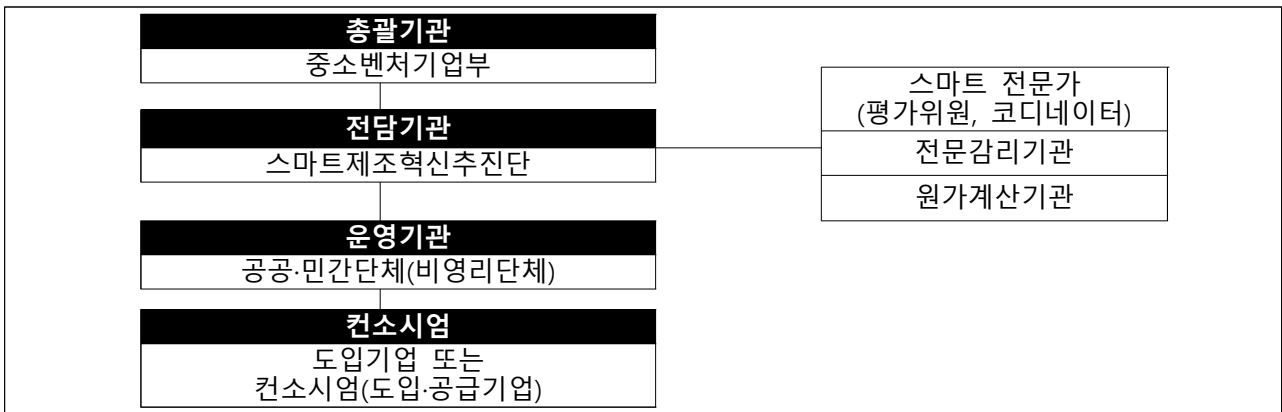 총괄기관
중소벤처기업부
전담기관
스마트제조혁신추진단
스마트 전문가
(평가위원, 코디네이터)
전문감리기관
원가계산기관
운영기관
공공·민간단체(비영리단체)
컨소시엄
도입기업 또는
컨소시엄(도입·공급기업)